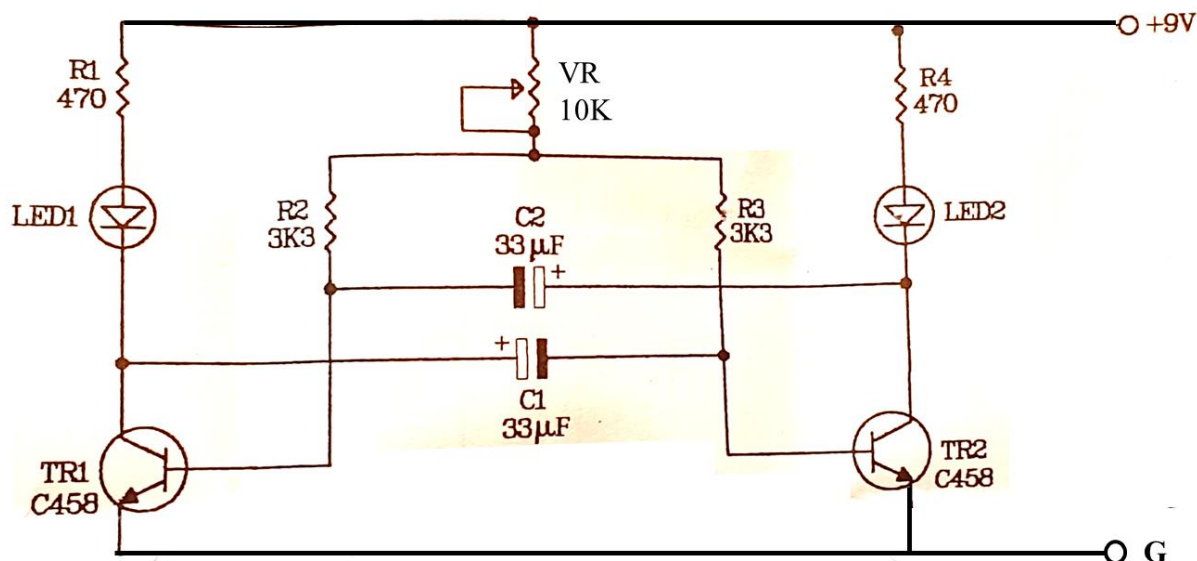 +9V
R1
470
VR
10K
R4
470
LED1
R2
3K3
C2
33µF
+
R3
3K3
LED2
+
C1
33µF
TR1
C458
TR2
C458
G